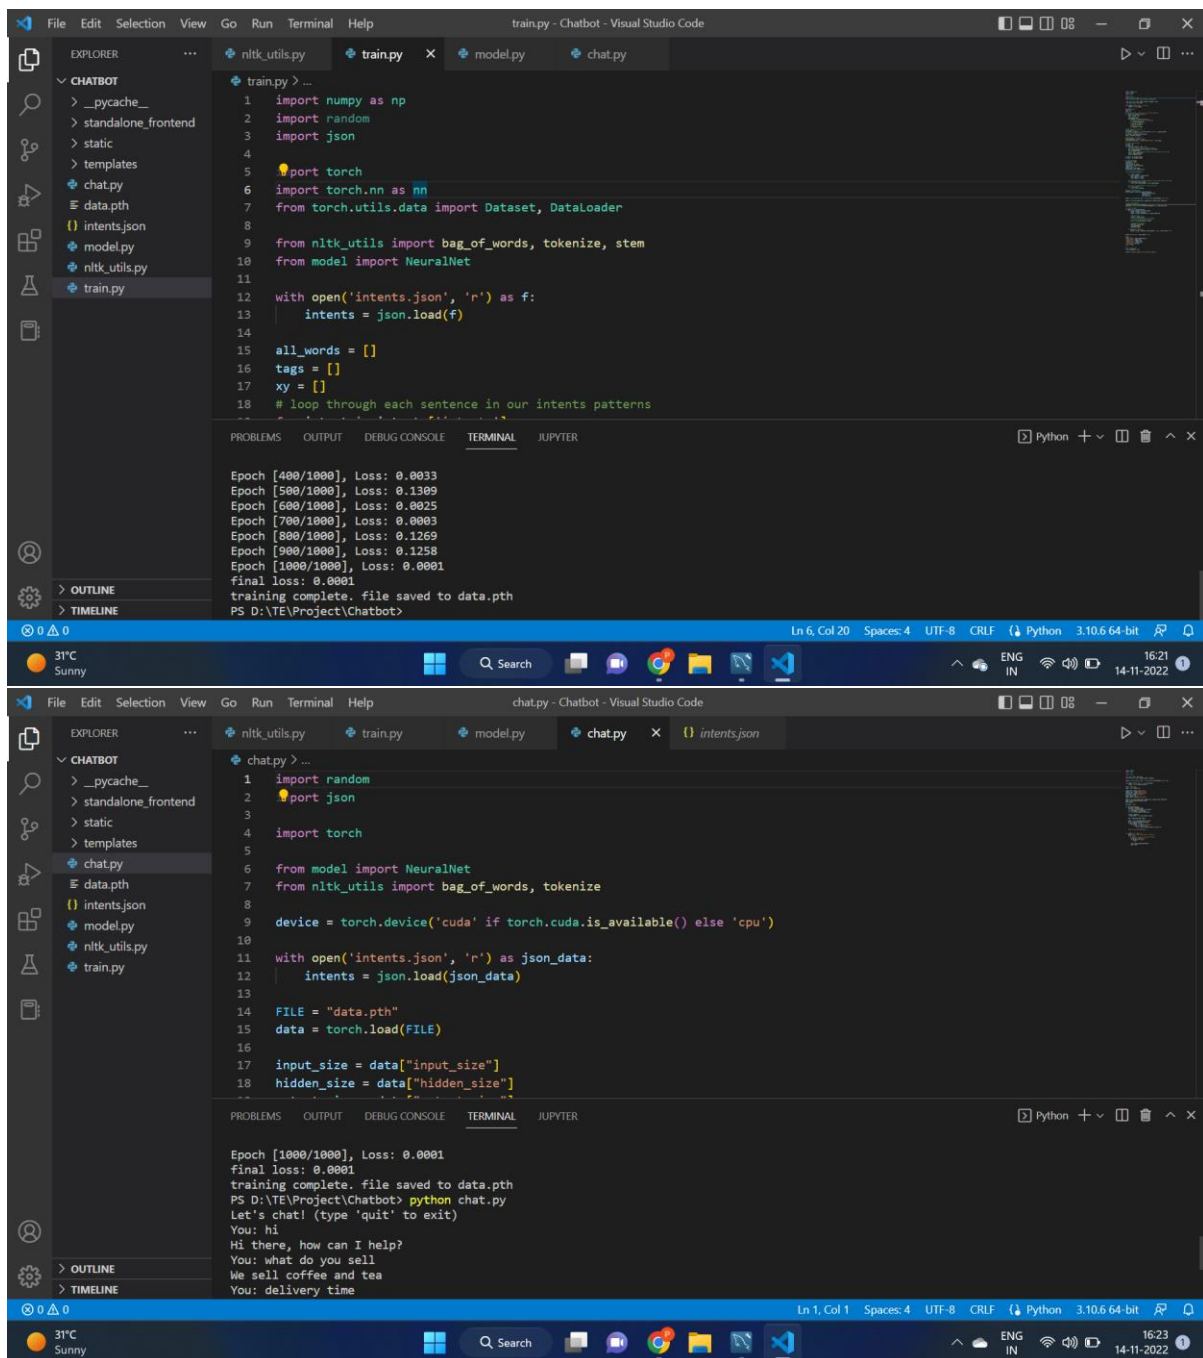 File Edit Selection View Go Run Terminal Help train.py - Chatbot - Visual Studio Code
EXPLORER ··· nltk_utils.py train.py × model.py chat.py
CHATBOT
> __pycache__
> standalone_frontend
> static
> templates
chat.py
data.pth
{} intents.json
model.py
nltk_utils.py
train.py
train.py > ...
1 import numpy as np
2 import random
3 import json
4
5 port torch
6 import torch.nn as nn
7 from torch.utils.data import Dataset, DataLoader
8
9 from nltk_utils import bag_of_words, tokenize, stem
10 from model import NeuralNet
11
12 with open('intents.json', 'r') as f:
13 intents = json.load(f)
14
15 all_words = []
16 tags = []
17 xy = []
18 # loop through each sentence in our intents patterns
PROBLEMS OUTPUT DEBUG CONSOLE TERMINAL JUPYTER Python
Epoch [400/1000], Loss: 0.0033
Epoch [500/1000], Loss: 0.1309
Epoch [600/1000], Loss: 0.0025
Epoch [700/1000], Loss: 0.0003
Epoch [800/1000], Loss: 0.1269
Epoch [900/1000], Loss: 0.1258
Epoch [1000/1000], Loss: 0.0001
final loss: 0.0001
training complete. file saved to data.pth
PS D:\TE\Project\Chatbot>
> OUTLINE
> TIMELINE
0 0 Ln 6, Col 20 Spaces: 4 UTF-8 CRLF Python 3.10.6 64-bit
31°C
Sunny
Search
ENG
IN
16:21
14-11-2022
1
File Edit Selection View Go Run Terminal Help chat.py - Chatbot - Visual Studio Code
EXPLORER ··· nltk_utils.py train.py model.py chat.py × {} intents.json
CHATBOT
> __pycache__
> standalone_frontend
> static
> templates
chat.py
data.pth
{} intents.json
model.py
nltk_utils.py
train.py
chat.py > ...
1 import random
2 port json
3
4 import torch
5
6 from model import NeuralNet
7 from nltk_utils import bag_of_words, tokenize
8
9 device = torch.device('cuda' if torch.cuda.is_available() else 'cpu')
10
11 with open('intents.json', 'r') as json_data:
12 intents = json.load(json_data)
13
14 FILE = "data.pth"
15 data = torch.load(FILE)
16
17 input_size = data["input_size"]
18 hidden_size = data["hidden_size"]
PROBLEMS OUTPUT DEBUG CONSOLE TERMINAL JUPYTER Python
Epoch [1000/1000], Loss: 0.0001
final loss: 0.0001
training complete. file saved to data.pth
PS D:\TE\Project\Chatbot> python chat.py
Let's chat! (type 'quit' to exit)
You: hi
Hi there, how can I help?
You: what do you sell
We sell coffee and tea
You: delivery time
> OUTLINE
> TIMELINE
0 0 Ln 1, Col 1 Spaces: 4 UTF-8 CRLF Python 3.10.6 64-bit
31°C
Sunny
Search
ENG
IN
16:23
14-11-2022
1